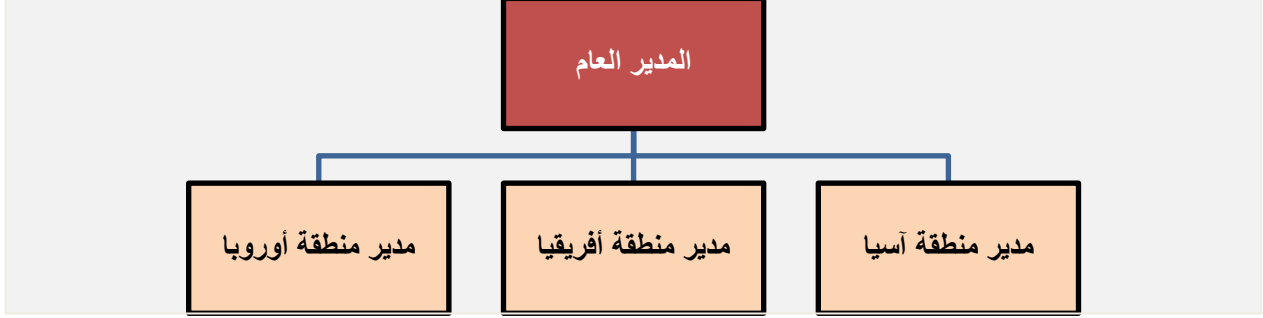 المدير العام
مدير منطقة آسيا
مدير منطقة أفريقيا
مدير منطقة أوروبا